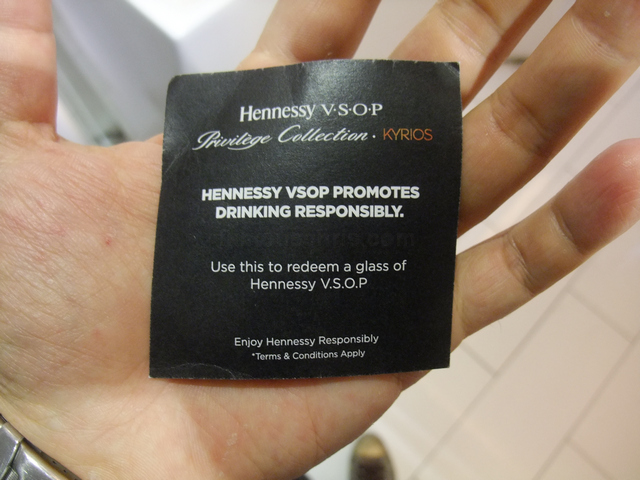 Hennessy V·S·O·P
Privilege Collection · KYRIOS
HENNESSY VSOP PROMOTES
DRINKING RESPONSIBLY.
Use this to redeem a glass of
Hennessy V.S.O.P
Enjoy Hennessy Responsibly
*Terms & Conditions Apply